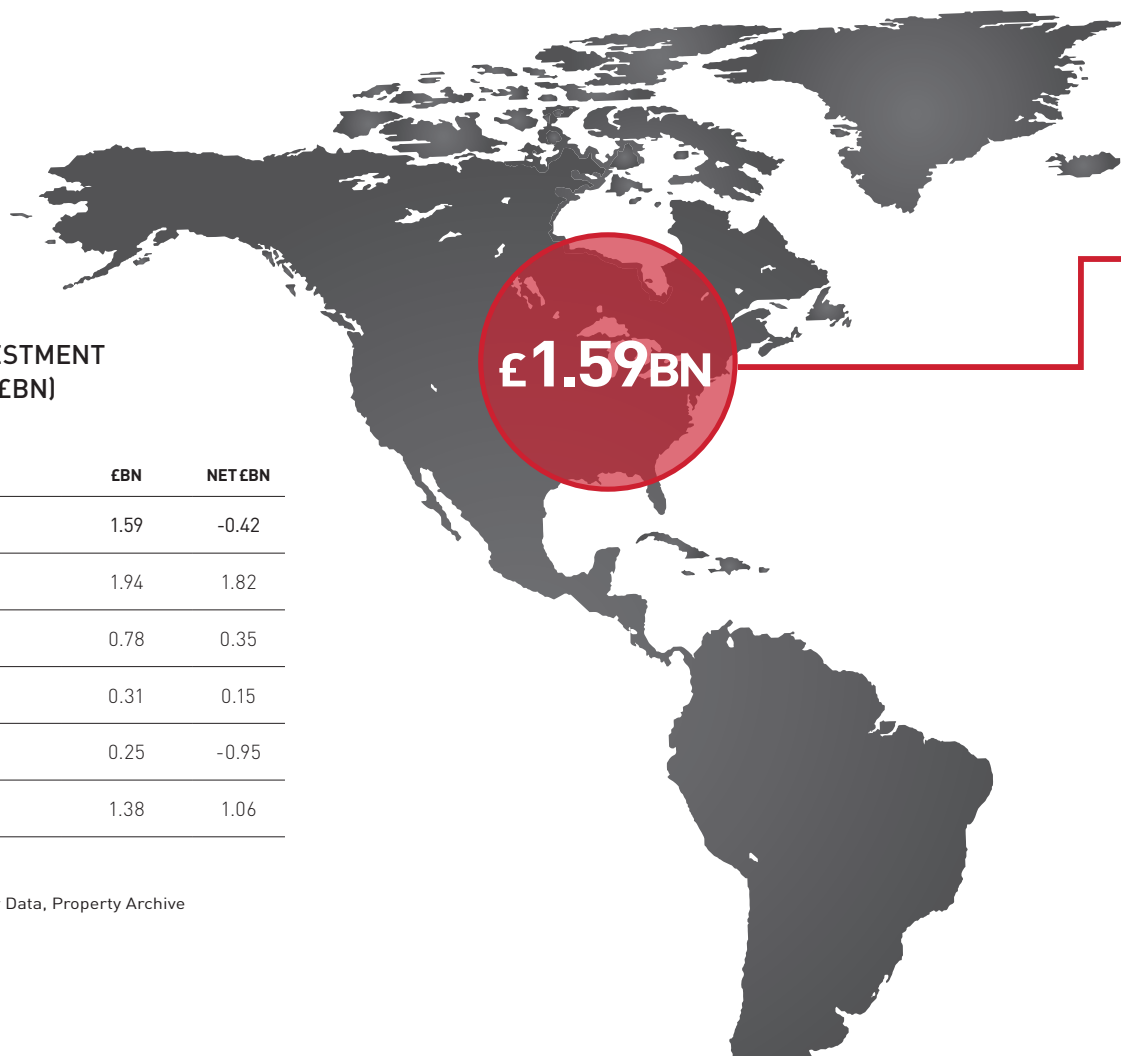 ESTMENT
£BN)
£1.59BN
£BN NET £BN
1.59 -0.42
1.94 1.82
0.78 0.35
0.31 0.15
0.25 -0.95
1.38 1.06
Data, Property Archive